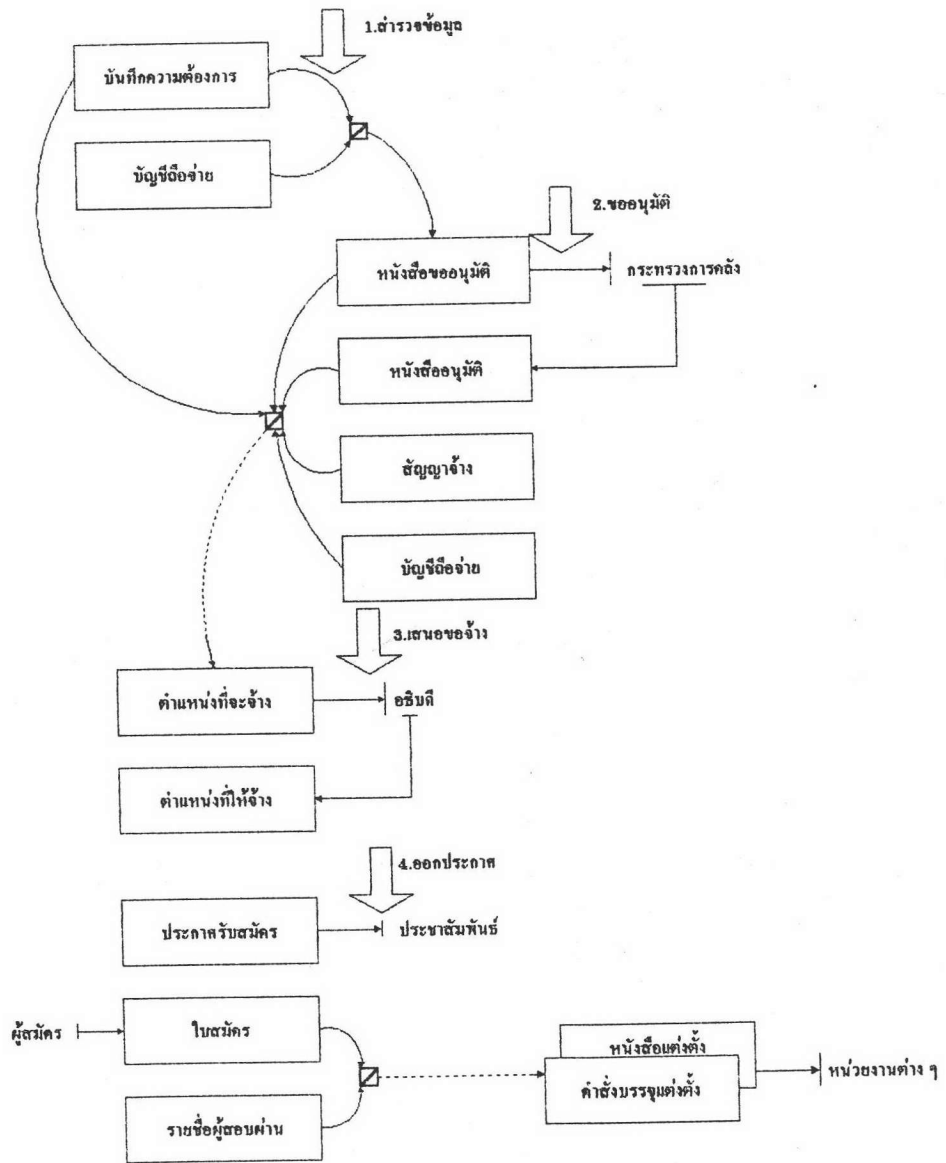 1.สำรวจข้อมูล
บันทึกความต้องการ
บัญชีถือจ่าย
2.ขออนุมัติ
หนังสือขออนุมัติ
กระทรวงการคลัง
หนังสืออนุมัติ
สัญญาจ้าง
บัญชีถือจ่าย
3.เสนอขอจ้าง
ตำแหน่งที่จะจ้าง
อธิบดี
ตำแหน่งที่ให้จ้าง
4.ออกประกาศ
ประกาศรับสมัคร
ประชาสัมพันธ์
ผู้สมัคร
ใบสมัคร
หนังสือแต่งตั้ง
คำสั่งบรรจุแต่งตั้ง
หน่วยงานต่าง ๆ
รายชื่อผู้สอบผ่าน